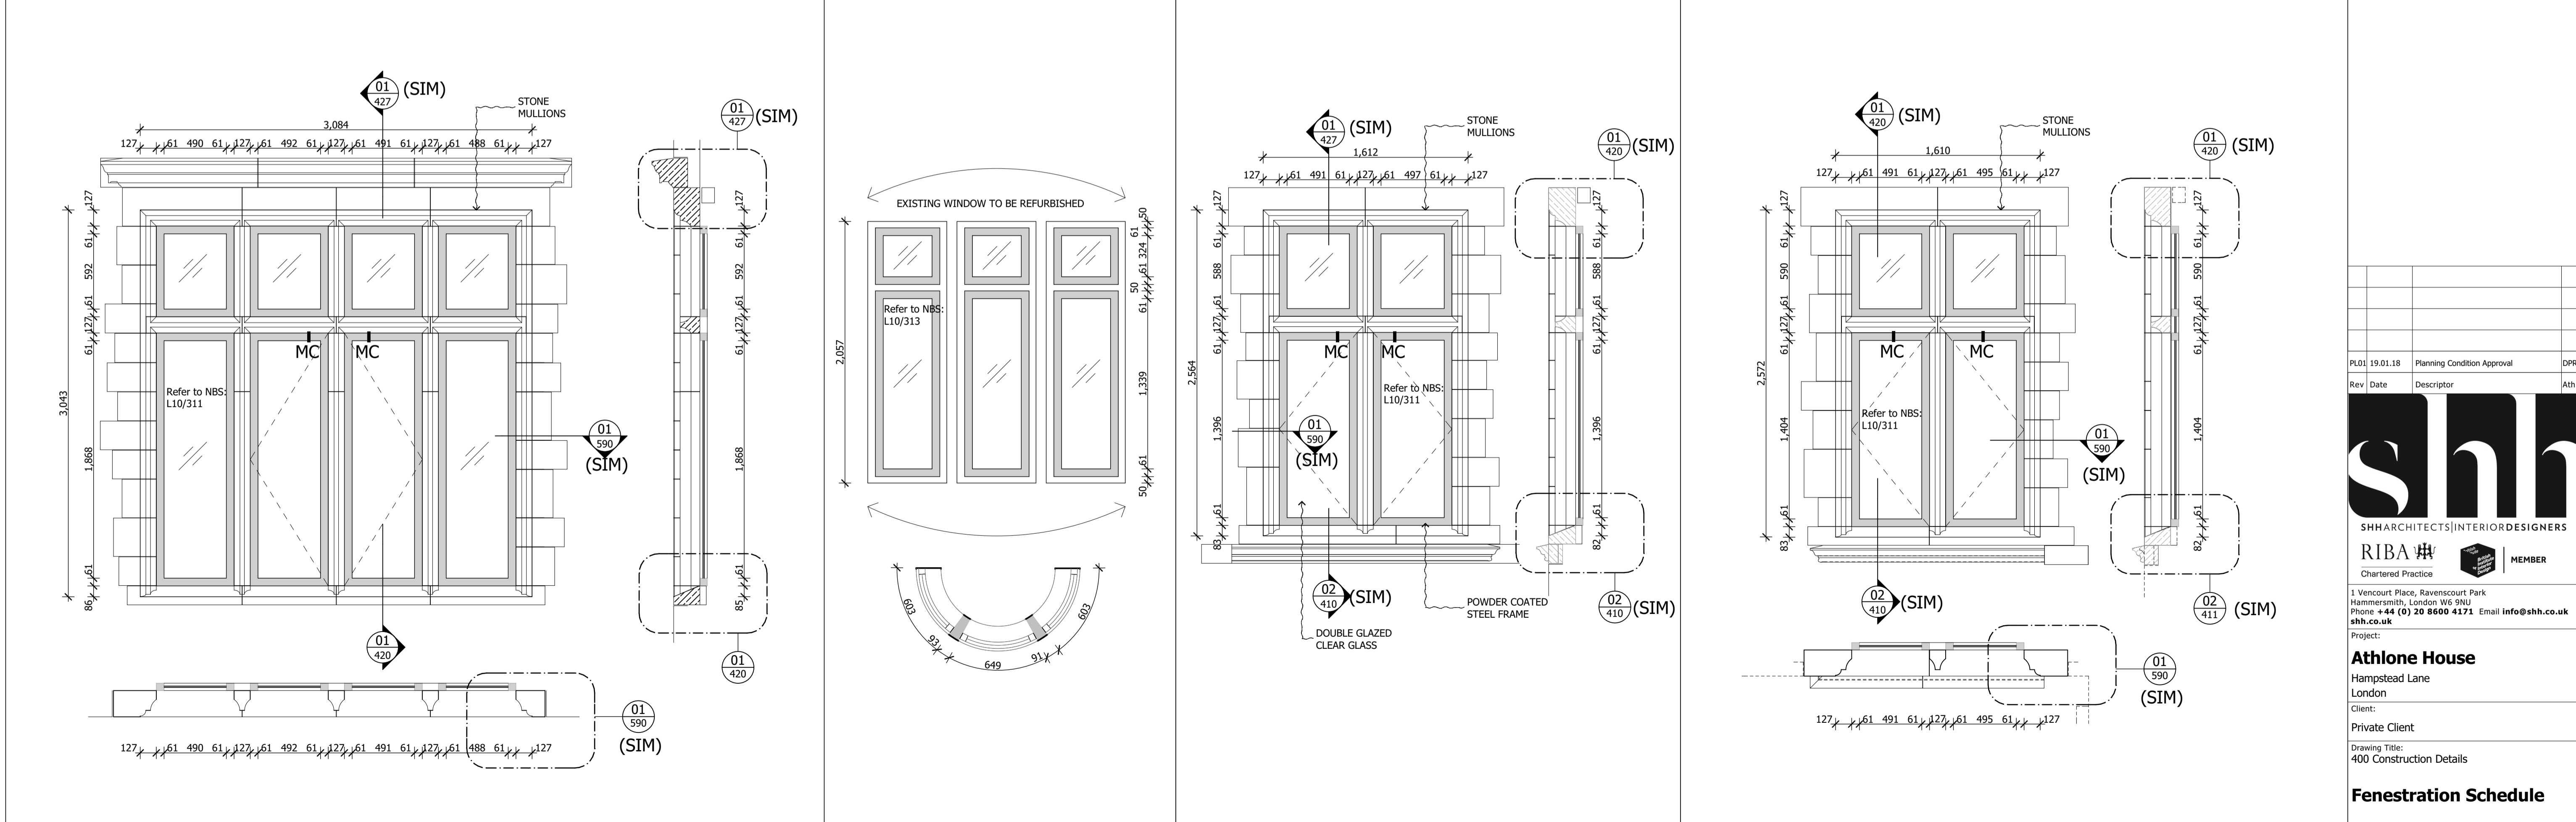 01
427
(SIM)
STONE
MULLIONS
3,084
127 61 490 61 127 61 492 61 127 61 491 61 127 61 488 61 127
127
61
592
61
127
61
1,868
61
86
3,043
MC MC
Refer to NBS:
L10/311
01
590
(SIM)
01
420
01
427
(SIM)
127
61
592
61
127
61
1,868
61
85
01
420
01
590
(SIM)
127 61 490 61 127 61 492 61 127 61 491 61 127 61 488 61 127
EXISTING WINDOW TO BE REFURBISHED
2,057
Refer to NBS:
L10/313
50
61
324
61
50
61
1,339
61
50
603
93
649
91
603
01
427
(SIM)
STONE
MULLIONS
1,612
127 61 491 61 127 61 497 61 127
127
61
588
61
127
61
1,396
61
83
2,564
MC MC
Refer to NBS:
L10/311
01
590
(SIM)
02
410
(SIM)
DOUBLE GLAZED
CLEAR GLASS
POWDER COATED
STEEL FRAME
01
420
(SIM)
127
61
588
61
127
61
1,396
61
82
02
410
(SIM)
01
420
(SIM)
STONE
MULLIONS
1,610
127 61 491 61 127 61 495 61 127
127
61
590
61
127
61
1,404
61
83
2,572
MC MC
Refer to NBS:
L10/311
01
590
(SIM)
02
410
(SIM)
01
420
(SIM)
127
61
590
61
127
61
1,404
61
82
02
411
(SIM)
01
590
(SIM)
127 61 491 61 127 61 495 61 127
PL01 19.01.18 Planning Condition Approval DPR
Rev Date Descriptor Ath
shh
SHHARCHITECTS|INTERIORDESIGNERS
RIBA
Chartered Practice
MEMBER
1 Vencourt Place, Ravenscourt Park
Hammersmith, London W6 9NU
Phone +44 (0) 20 8600 4171 Email info@shh.co.uk
shh.co.uk
Project:
Athlone House
Hampstead Lane
London
Client:
Private Client
Drawing Title:
400 Construction Details
Fenestration Schedule